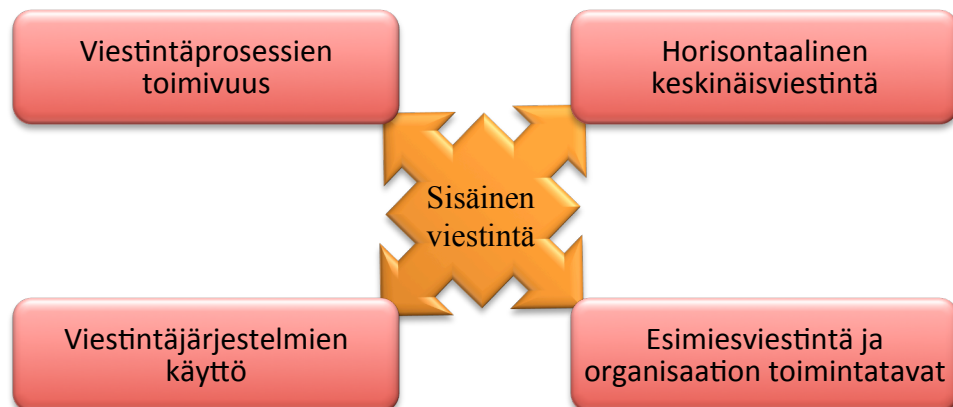 Viestintäprosessien
toimivuus
Horisontaalinen
keskinäisviestintä
Sisäinen
viestintä
Viestintäjärjestelmien
käyttö
Esimiesviestintä ja
organisaation toimintatavat